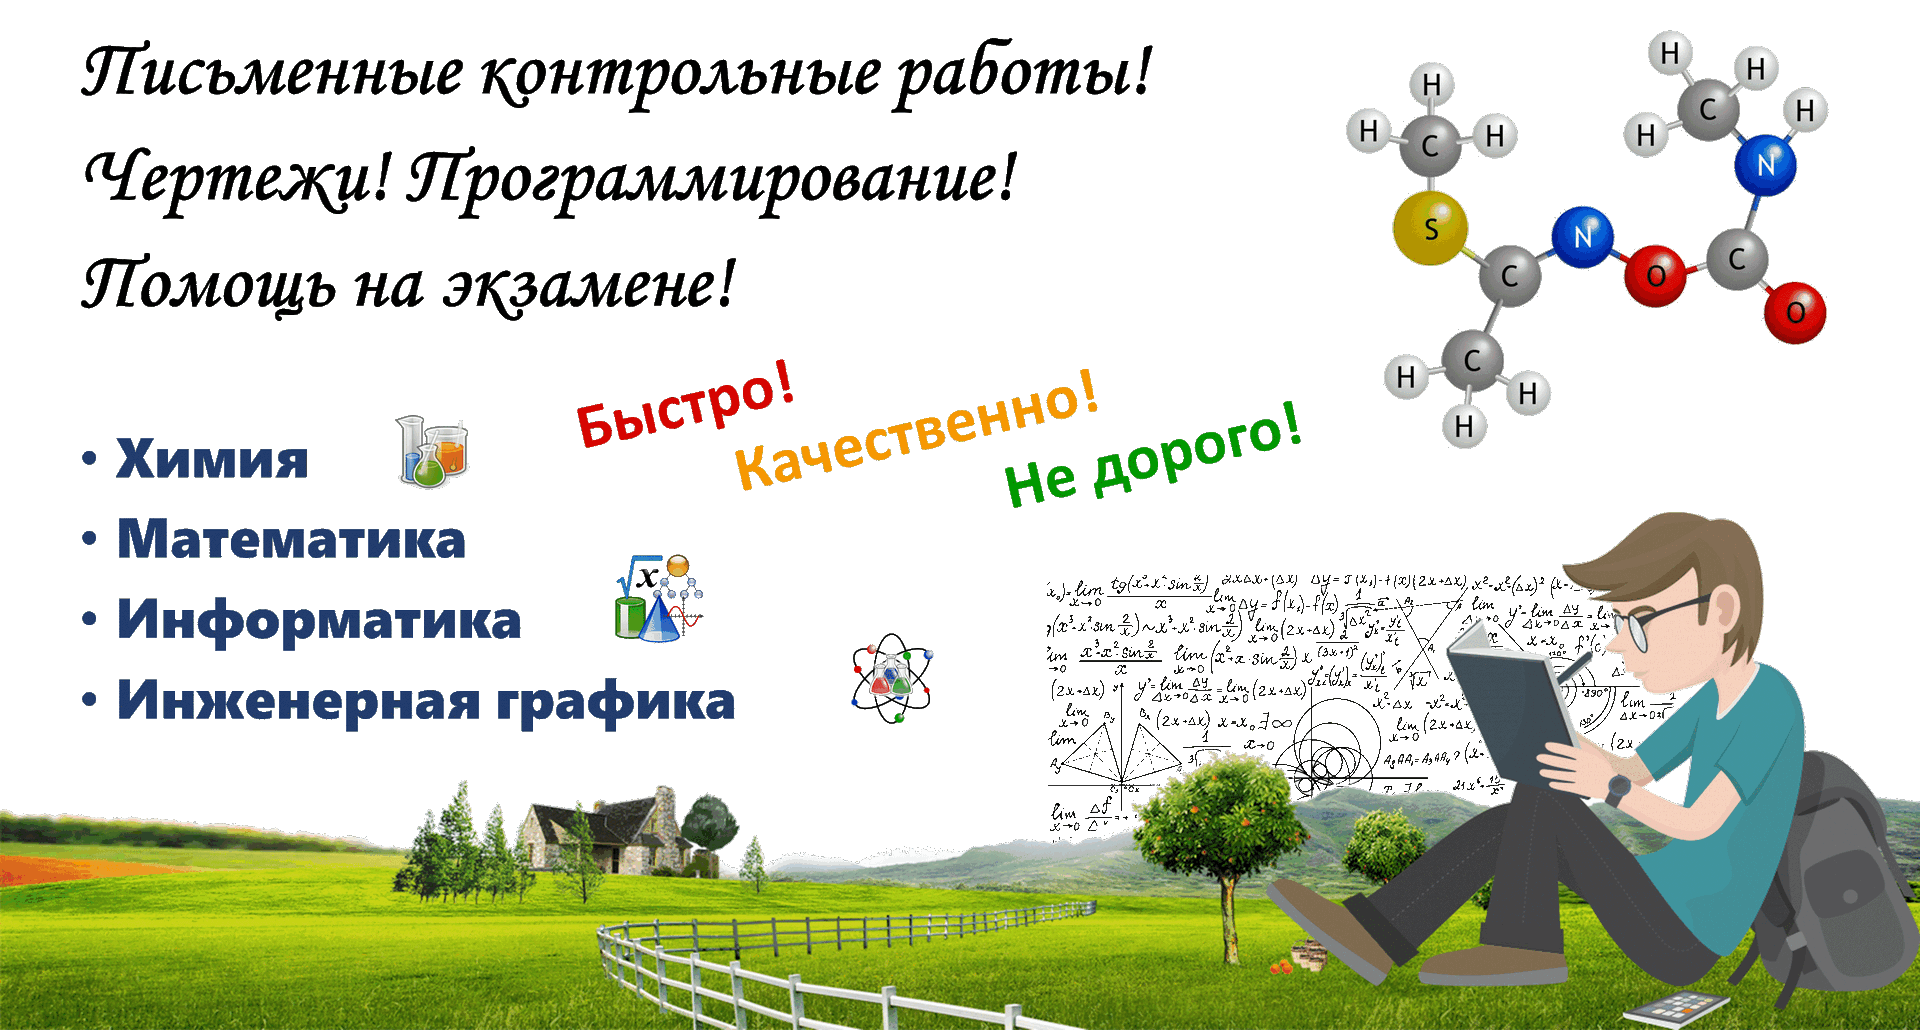 Письменные контрольные работы!
Чертежи! Программирование!
Помощь на экзамене!
Быстро!
Качественно!
Не дорого!
• Химия
• Математика
• Информатика
• Инженерная графика
H
H
H
C
H
H
H
H
C
H
N
S
N
C
O
C
O
C
H
H
H
x